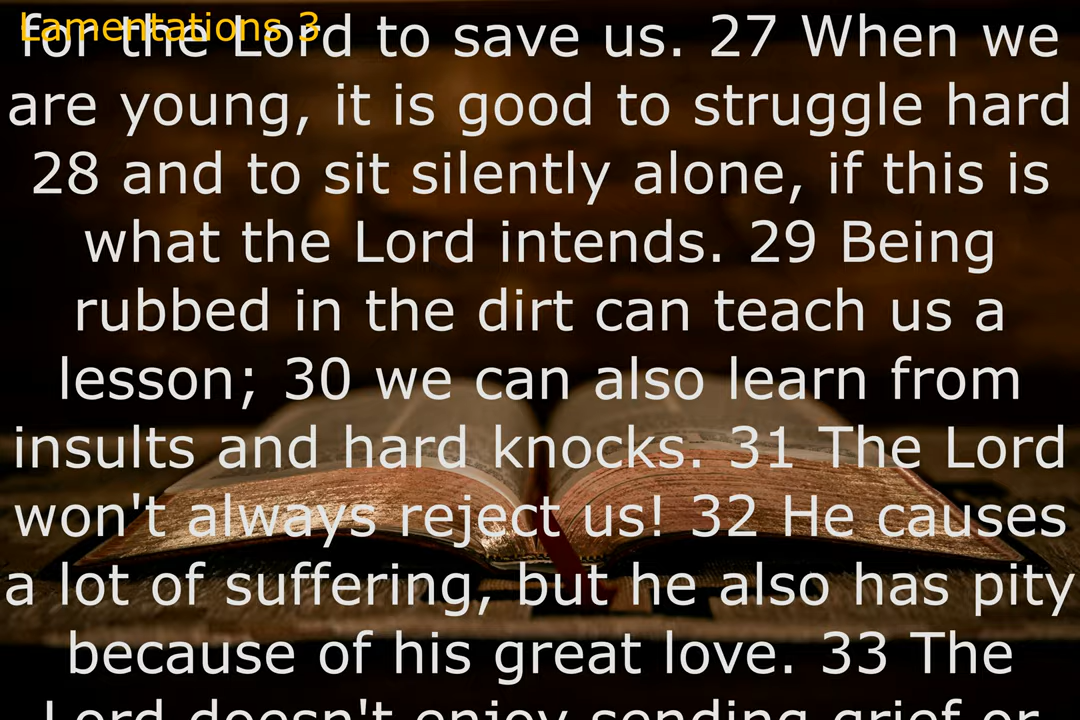 Lamentations 3
for the Lord to save us. 27 When we
are young, it is good to struggle hard
28 and to sit silently alone, if this is
what the Lord intends. 29 Being
rubbed in the dirt can teach us a
lesson; 30 we can also learn from
insults and hard knocks. 31 The Lord
won't always reject us! 32 He causes
a lot of suffering, but he also has pity
because of his great love. 33 The
Lord doesn't enjoy sending grief or